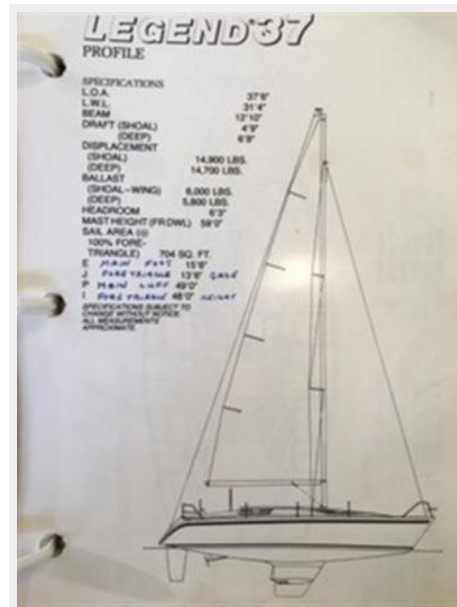 LEGEND®37
PROFILE
SPECIFICATIONS
L.O.A. 37'6"
L.W.L. 31'4"
BEAM 12'10"
DRAFT (SHOAL) 4'9"
(DEEP) 6'8"
DISPLACEMENT
(SHOAL) 14,900 LBS.
(DEEP) 14,700 LBS.
BALLAST
(SHOAL-WING) 6,000 LBS.
(DEEP) 5,800 LBS.
HEADROOM 6'3"
MAST HEIGHT (FR DWL) 59'0"
SAIL AREA (@
100% FORE-
TRIANGLE) 704 SQ. FT.
E MAIN FOOT 15'6"
J FORETRIANGLE 13'6" BASE
P MAIN LUFF 49'0"
I FORETRIANGLE 48'0" HEIGHT
SPECIFICATIONS SUBJECT TO
CHANGE WITHOUT NOTICE.
ALL MEASUREMENTS
APPROXIMATE.